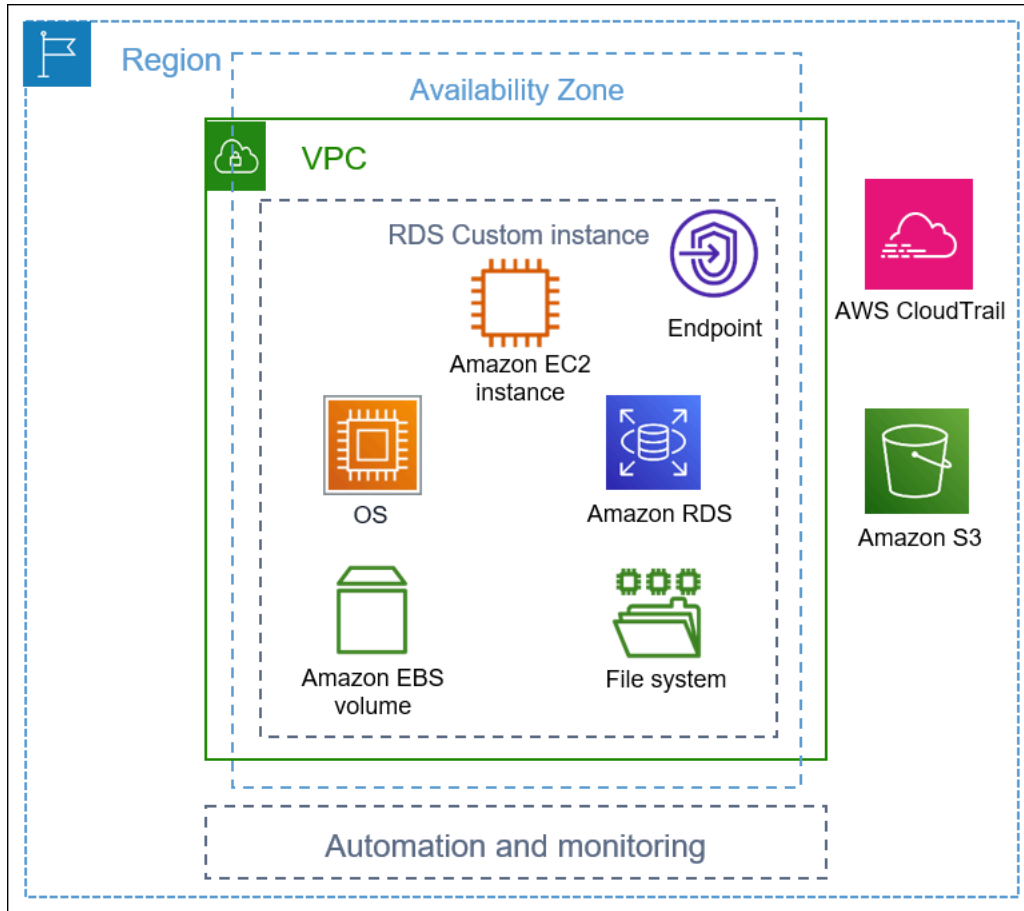 Region
Availability Zone
VPC
RDS Custom instance
Endpoint
Amazon EC2
instance
AWS CloudTrail
OS
Amazon RDS
Amazon S3
Amazon EBS
volume
File system
Automation and monitoring